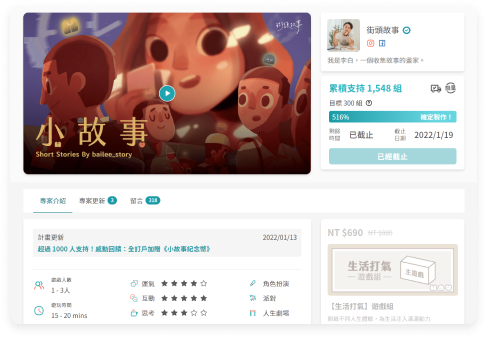 街頭故事
我是李白，一個收集故事的畫家。
累積支持 1,548 組
目標 300 組
516%
確定製作！
剩餘時間 已截止
截止日期 2022/1/19
已經截止
小故事
Short Stories By bailee_story
專案介紹 專案更新 3 留言 318
計畫更新 2022/01/13
超過 1000 人支持！感動回饋：全訂戶加贈《小故事紀念幣》
遊戲人數
1 - 3人
遊玩時間
15 - 20 mins
運氣 ★★★★☆
互動 ★★★★★
思考 ★★★☆☆
角色扮演
派對
人生劇場
NT $690
生活打氣
遊戲組
主遊戲
【生活打氣】遊戲組